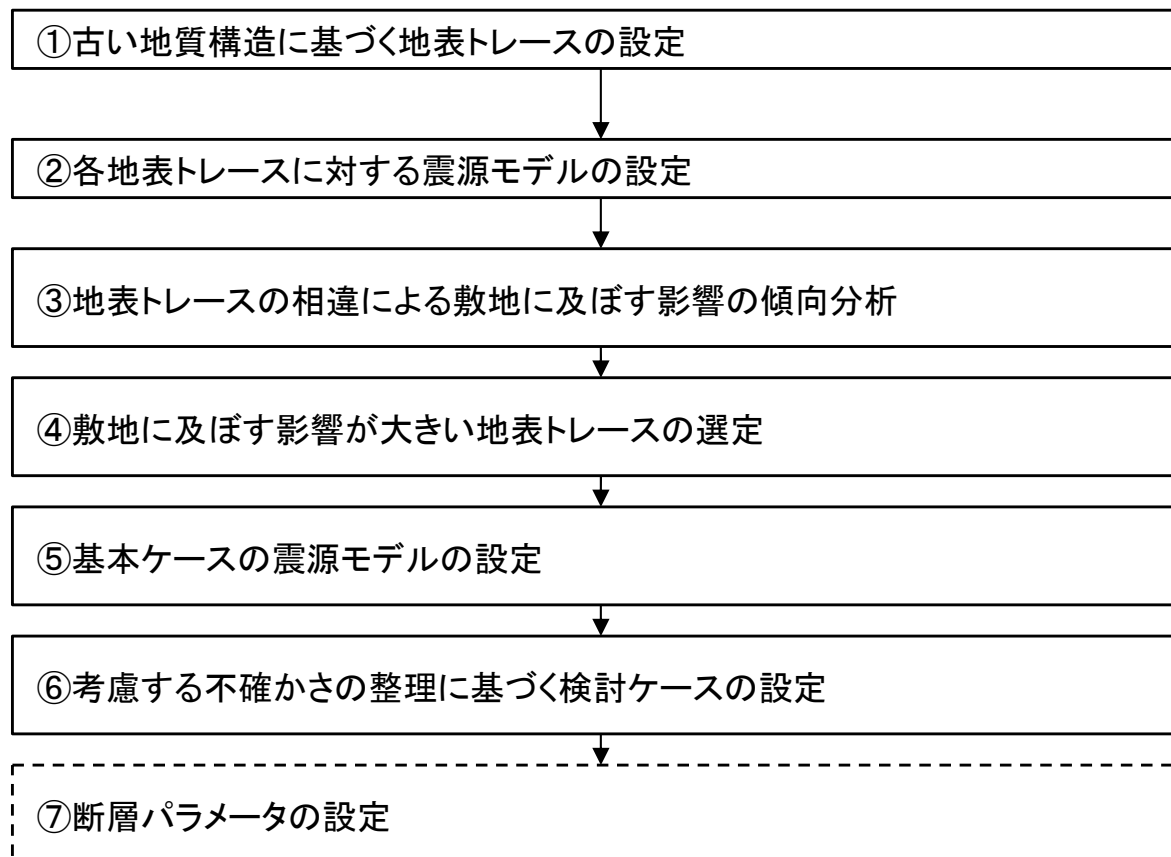 ①古い地質構造に基づく地表トレースの設定
②各地表トレースに対する震源モデルの設定
③地表トレースの相違による敷地に及ぼす影響の傾向分析
④敷地に及ぼす影響が大きい地表トレースの選定
⑤基本ケースの震源モデルの設定
⑥考慮する不確かさの整理に基づく検討ケースの設定
⑦断層パラメータの設定